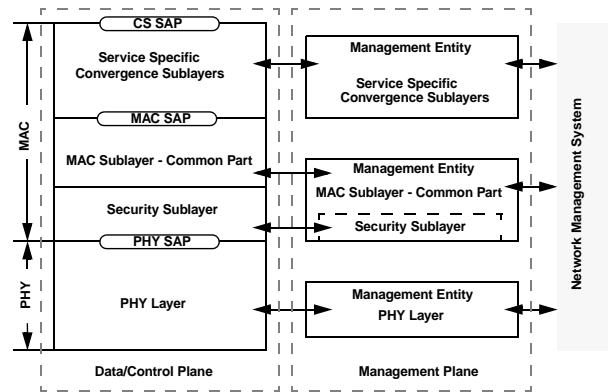 CS SAP
Service Specific
Convergence Sublayers
MAC SAP
MAC Sublayer - Common Part
Security Sublayer
PHY SAP
PHY Layer
Data/Control Plane
MAC
PHY
Management Entity
Service Specific
Convergence Sublayers
Management Entity
MAC Sublayer - Common Part
Security Sublayer
Management Entity
PHY Layer
Management Plane
Network Management System